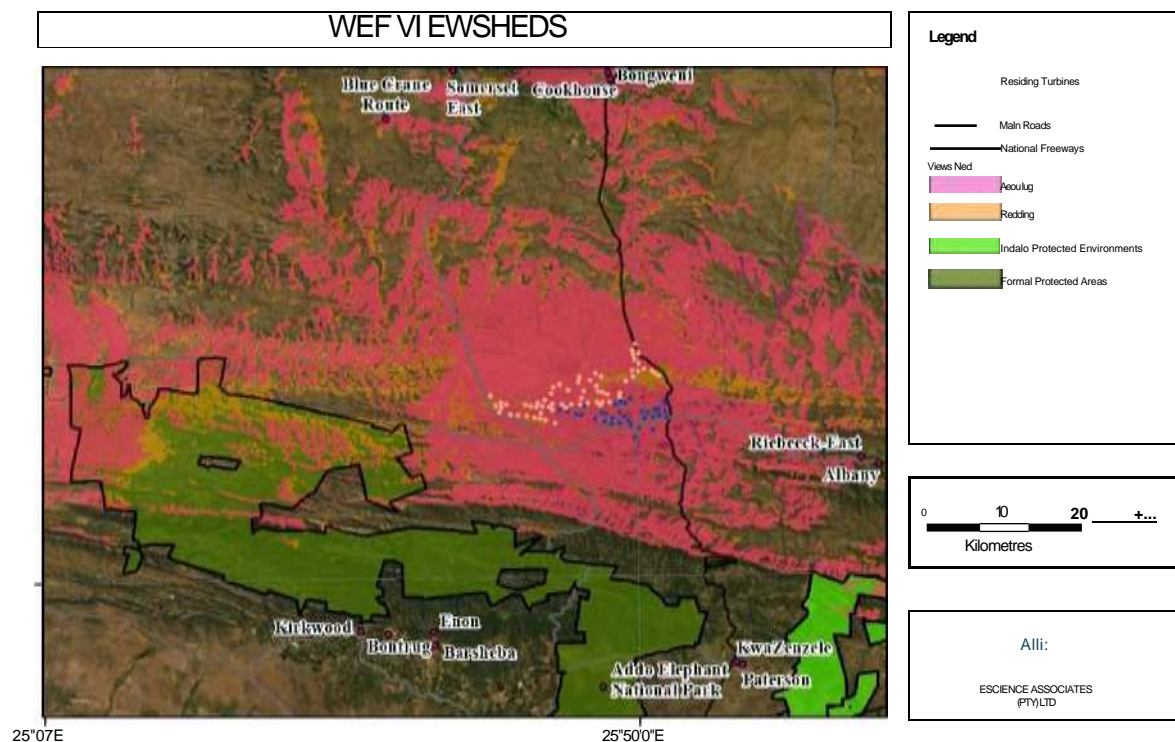 WEF VI EWSHEDS
Blue Crane
Route
Somerset
East
Cookhouse
Bongweni
Riebeeck-East
Albany
Kirkwood
Bontrug
Enon
Barsheba
Addo Elephant
National Park
KwaZenzele
Paterson
25"07E
25"50'0"E
Legend
Residing Turbines
Main Roads
National Freeways
Views Ned
Aeoulug
Redding
Indalo Protected Environments
Formal Protected Areas
0 10 20 +...
Kilometres
Alli:
ESCIENCE ASSOCIATES
(PTY) LTD